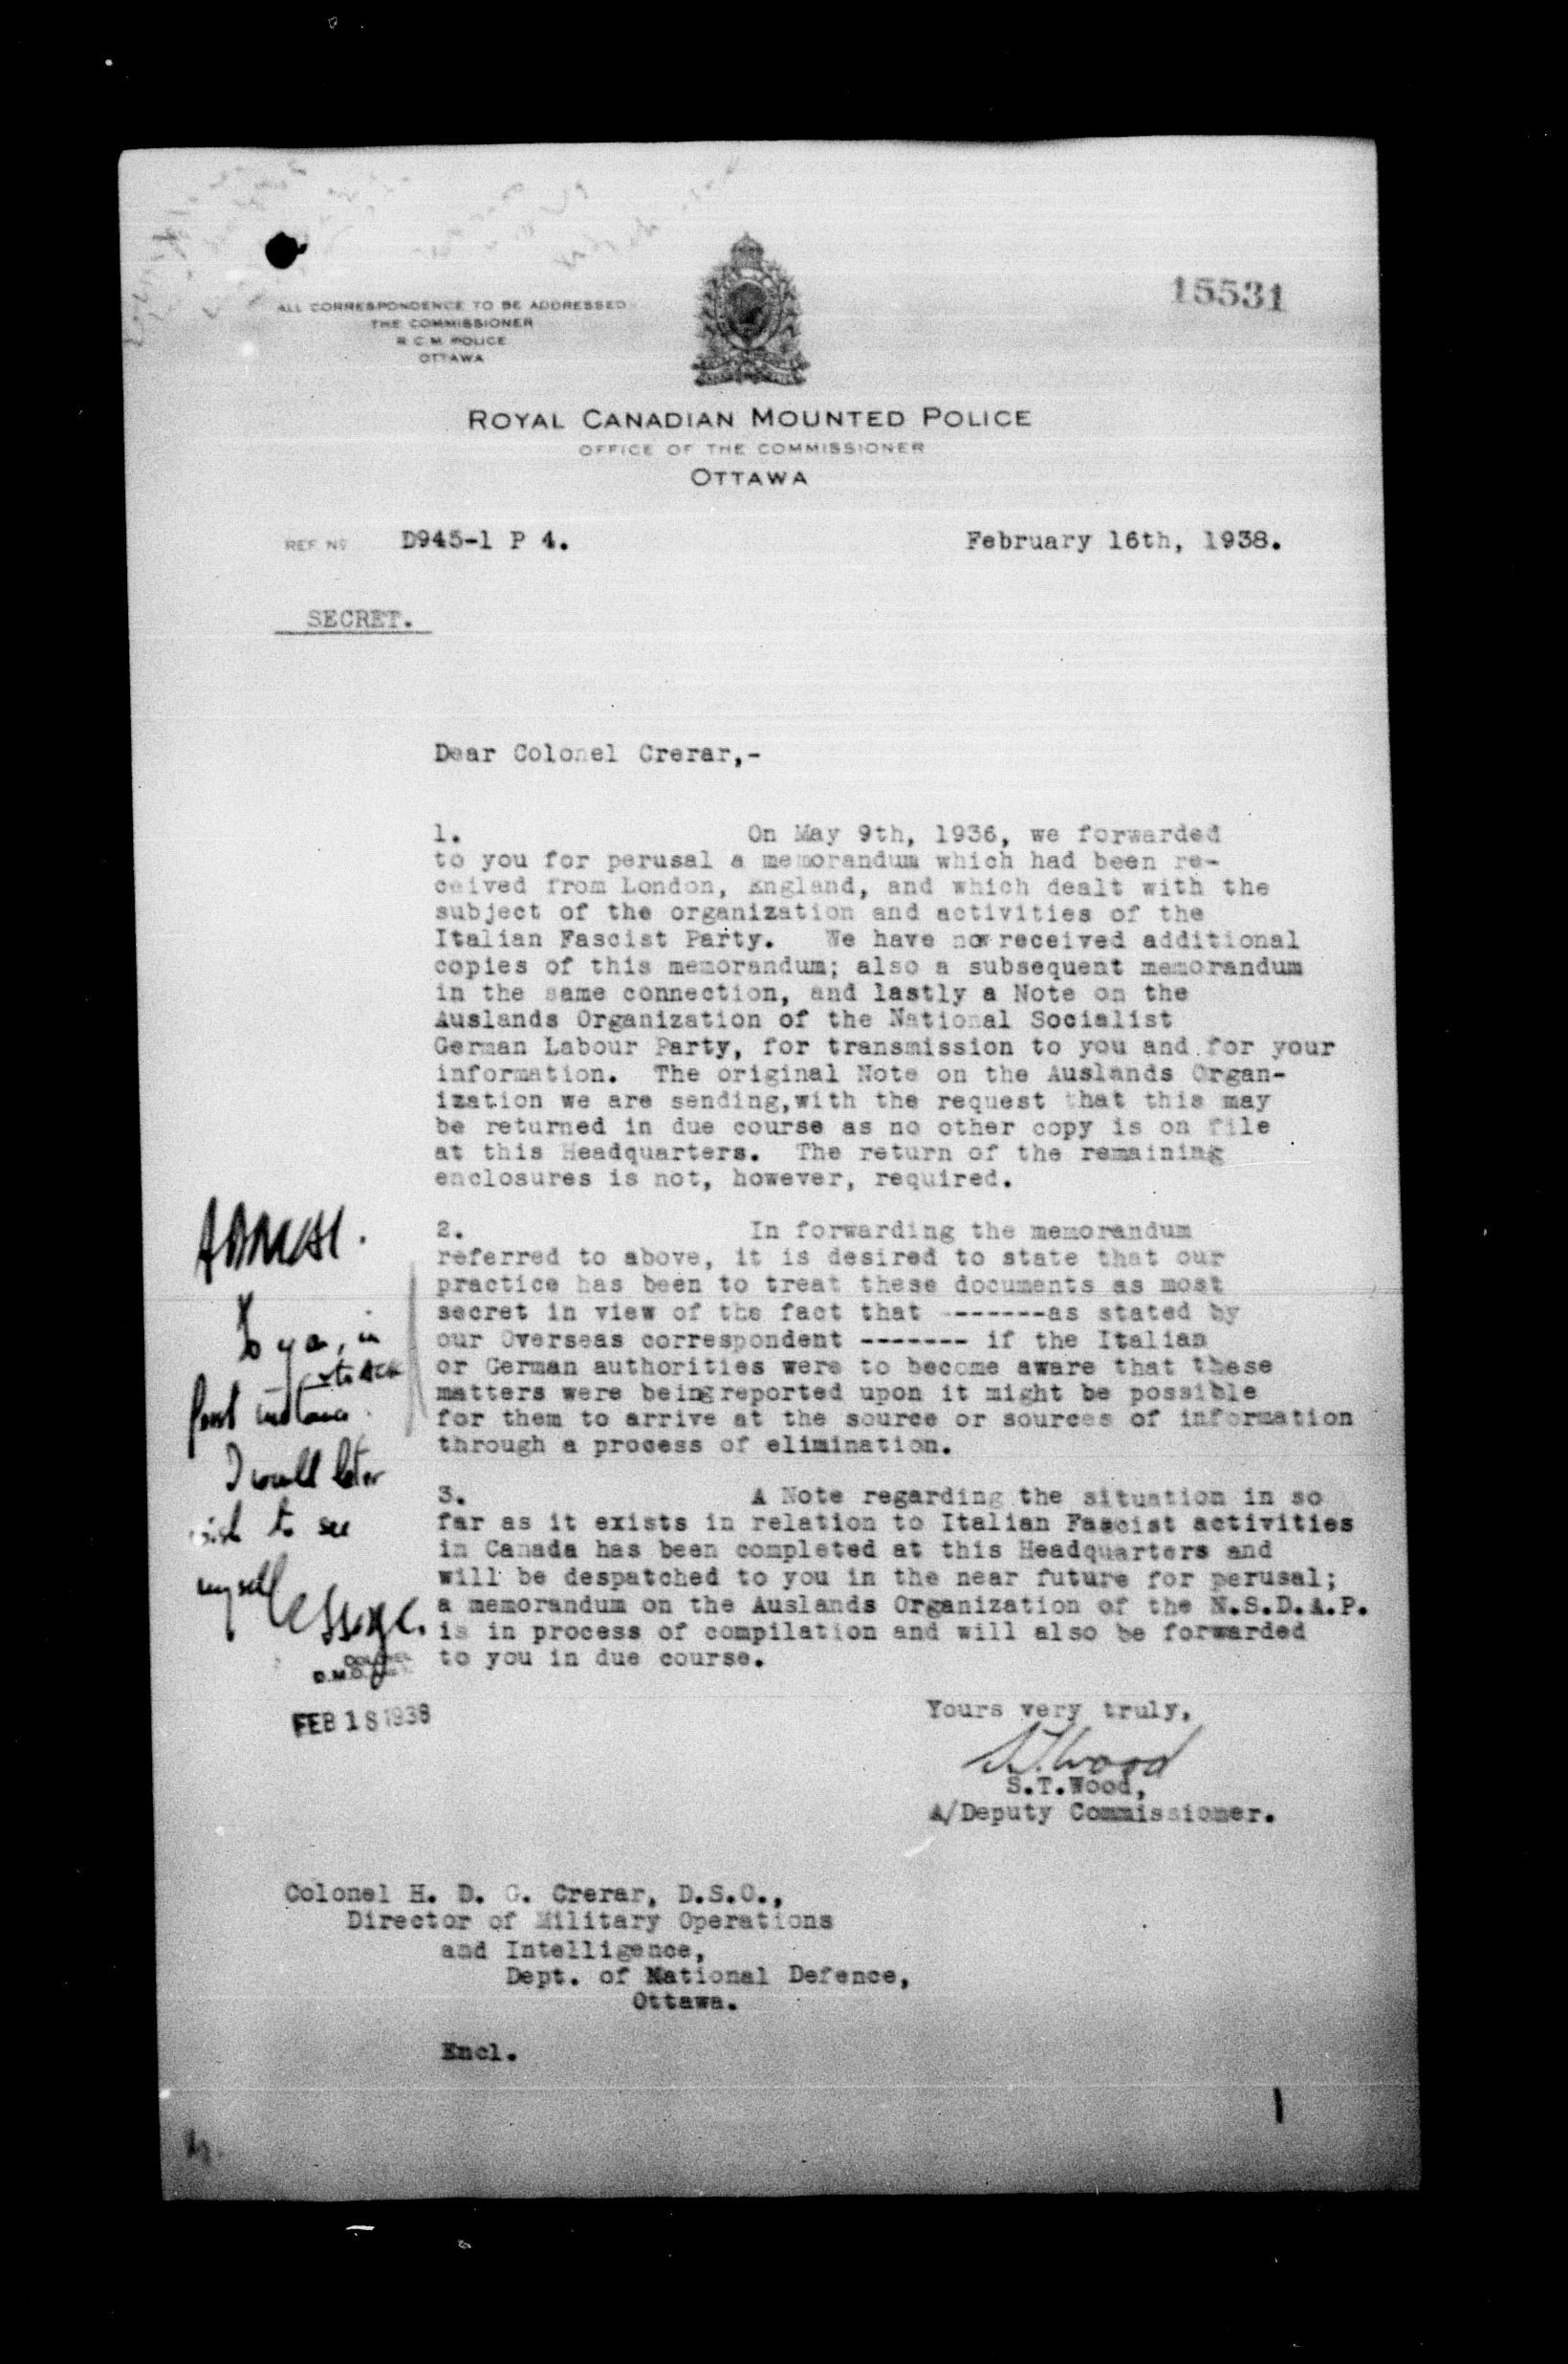 ALL CORRESPONDENCE TO BE ADDRESSED
THE COMMISSIONER
R C M POLICE
OTTAWA
15531
ROYAL CANADIAN MOUNTED POLICE
OFFICE OF THE COMMISSIONER
OTTAWA
REF Nº D945-1 P 4.
February 16th, 1938.
SECRET.
Dear Colonel Crerar,-
1. On May 9th, 1936, we forwarded
to you for perusal a memorandum which had been re-
ceived from London, England, and which dealt with the
subject of the organization and activities of the
Italian Fascist Party. We have now received additional
copies of this memorandum; also a subsequent memorandum
in the same connection, and lastly a Note on the
Auslands Organization of the National Socialist
German Labour Party, for transmission to you and for your
information. The original Note on the Auslands Organ-
ization we are sending, with the request that this may
be returned in due course as no other copy is on file
at this Headquarters. The return of the remaining
enclosures is not, however, required.
2. In forwarding the memorandum
referred to above, it is desired to state that our
practice has been to treat these documents as most
secret in view of the fact that -------as stated by
our Overseas correspondent ------- if the Italian
or German authorities were to become aware that these
matters were being reported upon it might be possible
for them to arrive at the source or sources of information
through a process of elimination.
3. A Note regarding the situation in so
far as it exists in relation to Italian Fascist activities
in Canada has been completed at this Headquarters and
will be despatched to you in the near future for perusal;
a memorandum on the Auslands Organization of the N.S.D.A.P.
is in process of compilation and will also be forwarded
to you in due course.
To you, in
first instance.
I would later
wish to see
myself
COLONEL
D.M.O.
FEB 18 1938
Yours very truly,
S.T.Wood
S.T.Wood,
A/Deputy Commissioner.
Colonel H. D. G. Crerar, D.S.O.,
Director of Military Operations
and Intelligence,
Dept. of National Defence,
Ottawa.
Encl.